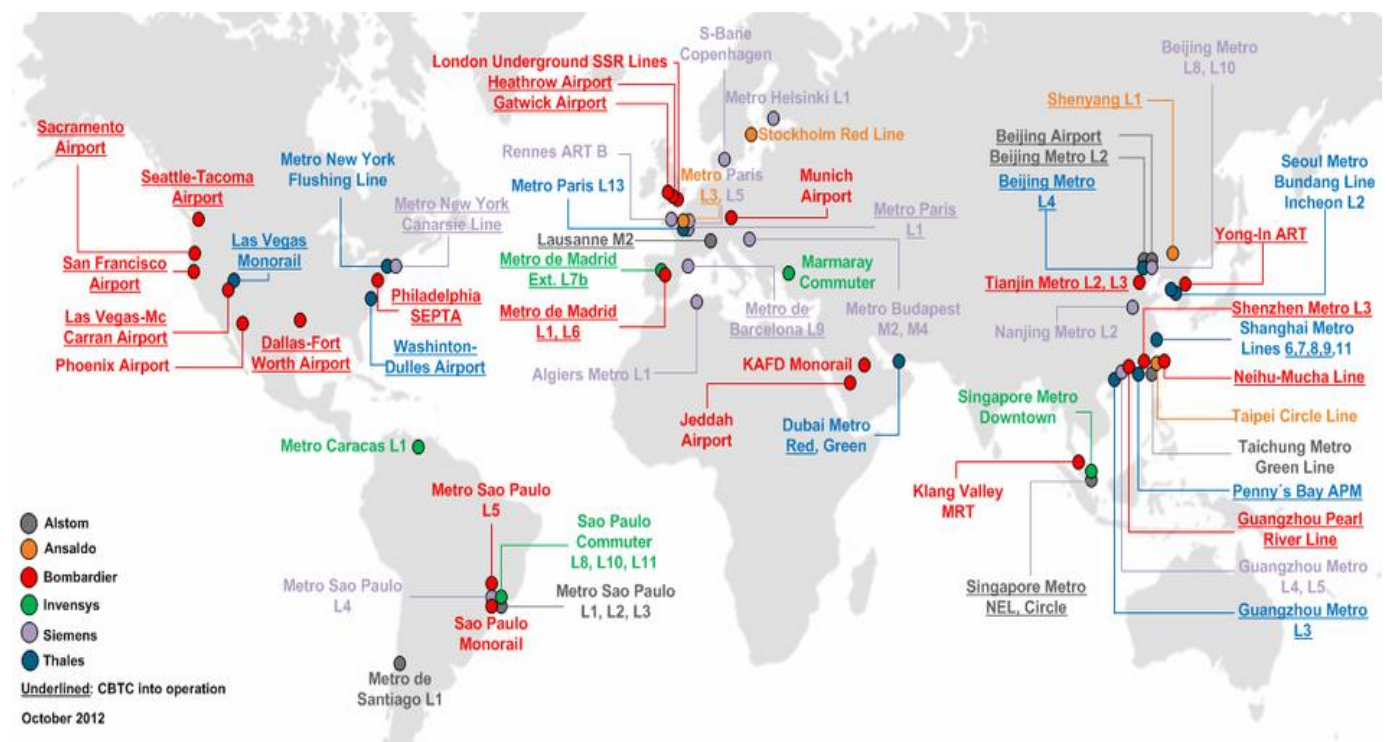 S-Bane
Copenhagen
London Underground SSR Lines
Heathrow Airport
Gatwick Airport
Metro Helsinki L1
Stockholm Red Line
Beijing Metro
L8, L10
Shenyang L1
Beijing Airport
Beijing Metro L2
Beijing Metro
L4
Seoul Metro
Bundang Line
Incheon L2
Yong-In ART
Sacramento
Airport
Seattle-Tacoma
Airport
Metro New York
Flushing Line
Metro New York
Canarsie Line
Rennes ART B
Metro Paris
L3, L5
Metro Paris L13
Munich
Airport
Metro Paris
L1
Lausanne M2
Las Vegas
Monorail
San Francisco
Airport
Metro de Madrid
Ext. L7b
Marmaray
Commuter
Tianjin Metro L2, L3
Philadelphia
SEPTA
Las Vegas-Mc
Carran Airport
Metro de Madrid
L1, L6
Metro de
Barcelona L9
Metro Budapest
M2, M4
Nanjing Metro L2
Shenzhen Metro L3
Shanghai Metro
Lines 6,7,8,9,11
Phoenix Airport
Dallas-Fort
Worth Airport
Washinton-
Dulles Airport
Algiers Metro L1
KAFD Monorail
Neihu-Mucha Line
Jeddah
Airport
Dubai Metro
Red, Green
Singapore Metro
Downtown
Taipei Circle Line
Metro Caracas L1
Taichung Metro
Green Line
Klang Valley
MRT
Penny´s Bay APM
Metro Sao Paulo
L5
Guangzhou Pearl
River Line
Sao Paulo
Commuter
L8, L10, L11
Guangzhou Metro
L4, L5
Metro Sao Paulo
L4
Metro Sao Paulo
L1, L2, L3
Singapore Metro
NEL, Circle
Guangzhou Metro
L3
Sao Paulo
Monorail
Metro de
Santiago L1
Alstom
Ansaldo
Bombardier
Invensys
Siemens
Thales
Underlined: CBTC into operation
October 2012